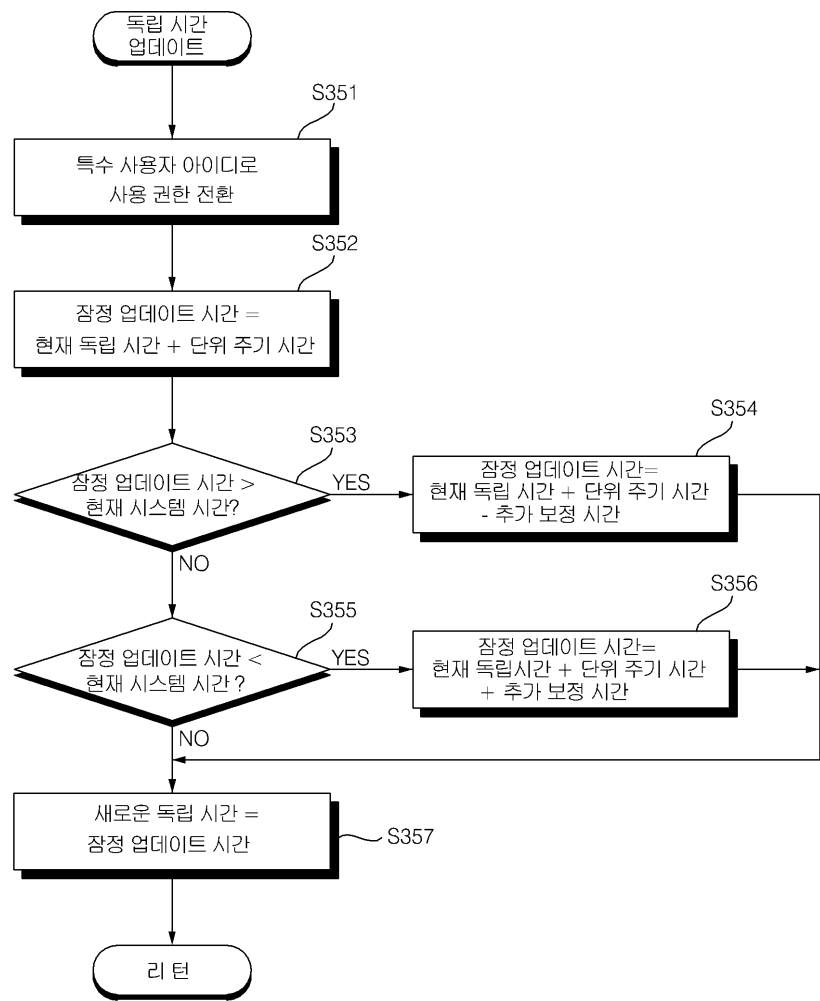 독립 시간
업데이트
S351
특수 사용자 아이디로
사용 권한 전환
S352
잠정 업데이트 시간 =
현재 독립 시간 + 단위 주기 시간
S353
잠정 업데이트 시간 >
현재 시스템 시간?
YES
NO
S354
잠정 업데이트 시간=
현재 독립 시간 + 단위 주기 시간
- 추가 보정 시간
S355
잠정 업데이트 시간 <
현재 시스템 시간 ?
YES
NO
S356
잠정 업데이트 시간=
현재 독립시간 + 단위 주기 시간
+ 추가 보정 시간
새로운 독립 시간 =
잠정 업데이트 시간
S357
리 턴